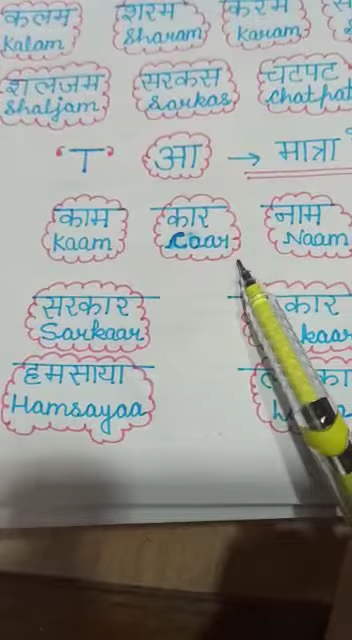 कलम शरम करम
Kalam Sharam Karam
शलजम सरकस चटपट
Shaljam Sarkas Chatpat
'ा' आ → मात्रा
काम कार नाम
Kaam Caar Naam
सरकार कार
Sarkaar kaar
हमसाया
Hamsayaa